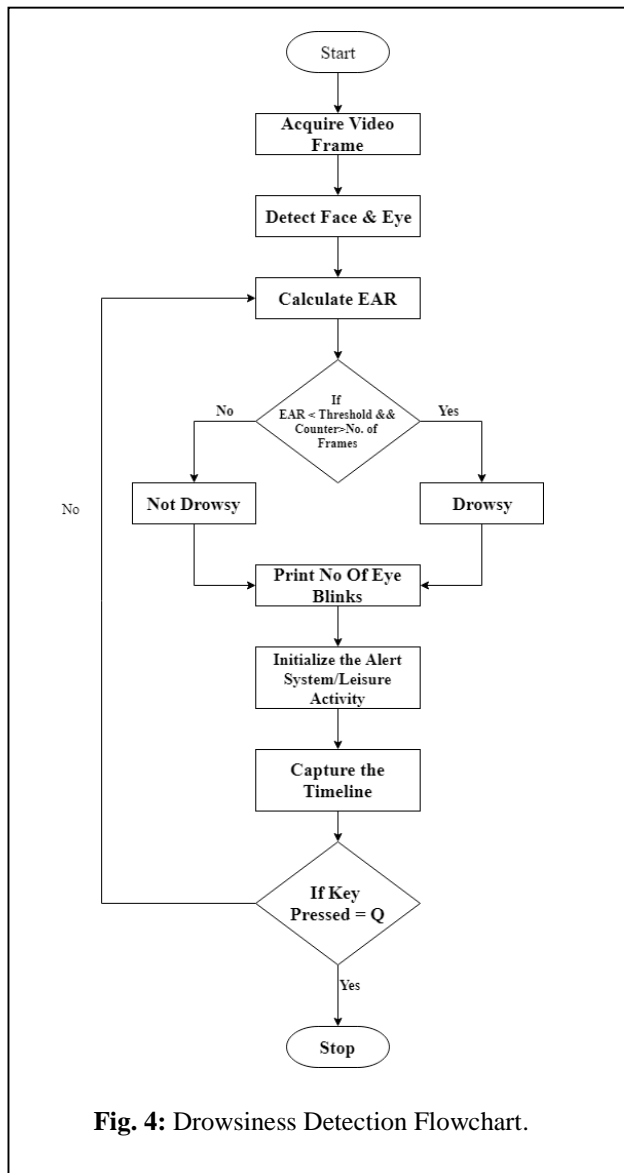 Start
Acquire Video
Frame
Detect Face & Eye
Calculate EAR
If
EAR < Threshold &&
Counter>No. of
Frames
No
Yes
Not Drowsy
Drowsy
No
Print No Of Eye
Blinks
Initialize the Alert
System/Leisure
Activity
Capture the
Timeline
If Key
Pressed = Q
Yes
Stop
Fig. 4: Drowsiness Detection Flowchart.